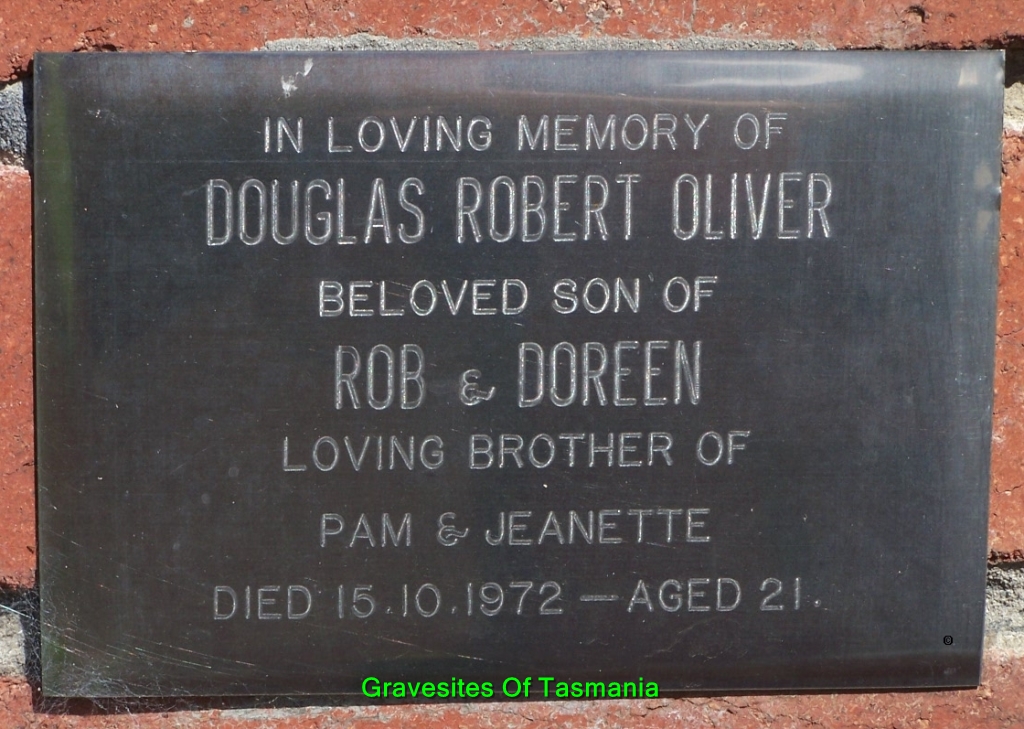 IN LOVING MEMORY OF
DOUGLAS ROBERT OLIVER
BELOVED SON OF
ROB & DOREEN
LOVING BROTHER OF
PAM & JEANETTE
DIED 15.10.1972 — AGED 21.
©
Gravesites Of Tasmania